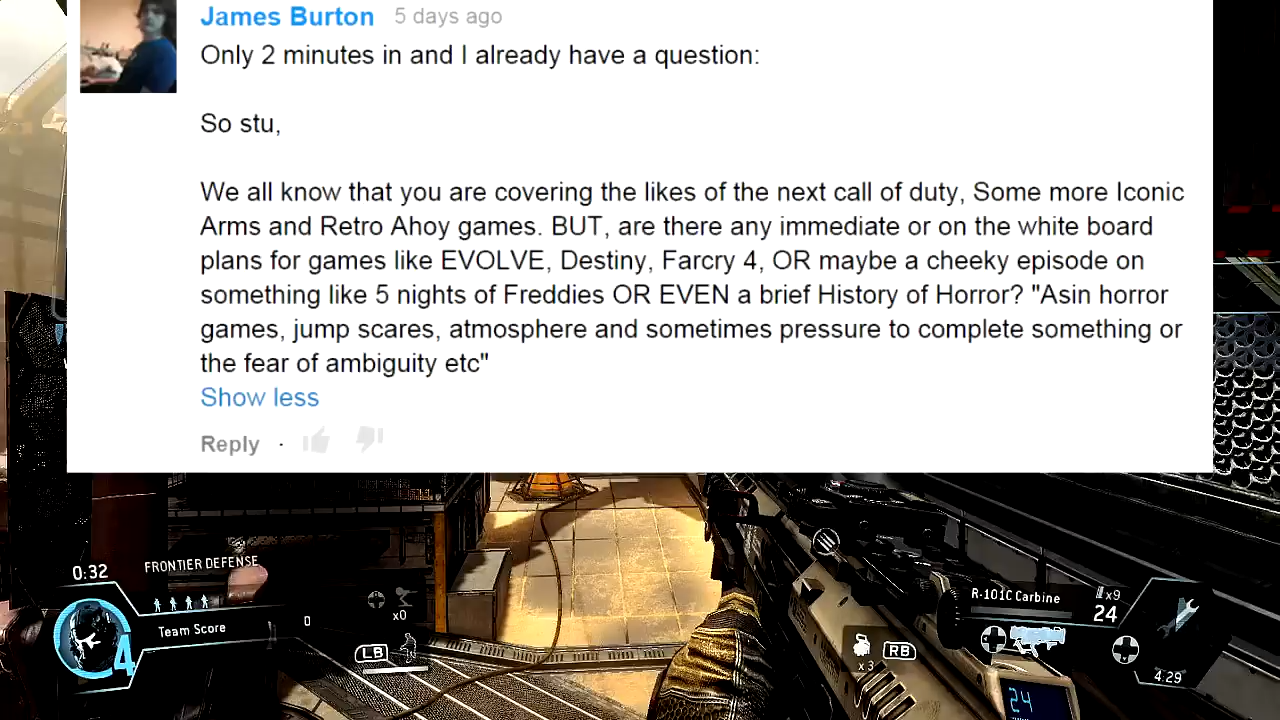 James Burton 5 days ago
Only 2 minutes in and I already have a question:
So stu,
We all know that you are covering the likes of the next call of duty, Some more Iconic
Arms and Retro Ahoy games. BUT, are there any immediate or on the white board
plans for games like EVOLVE, Destiny, Farcry 4, OR maybe a cheeky episode on
something like 5 nights of Freddies OR EVEN a brief History of Horror? "Asin horror
games, jump scares, atmosphere and sometimes pressure to complete something or
the fear of ambiguity etc"
Show less
Reply ·
0:32 FRONTIER DEFENSE
4 Team Score 0
x0
LB
R-101C Carbine x9
24
x3 RB
4:29
24